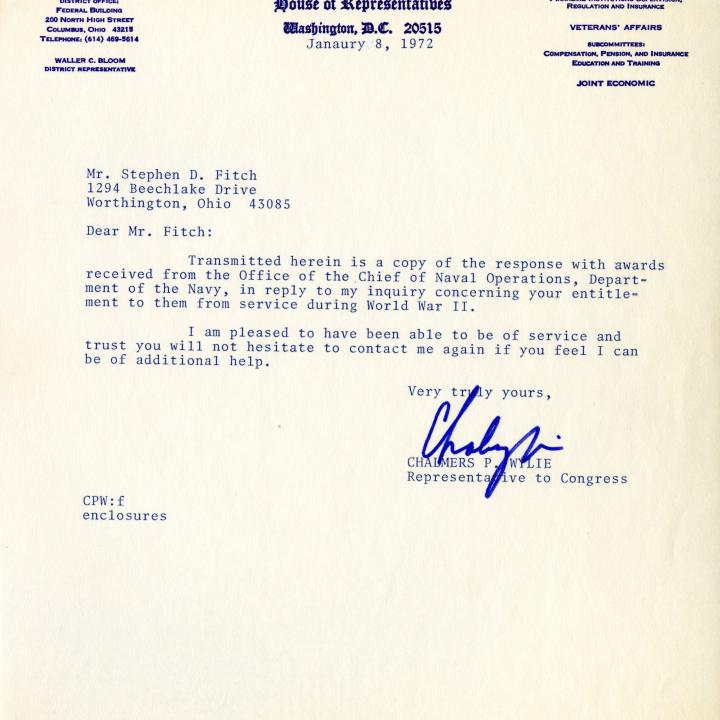 DISTRICT OFFICE:
FEDERAL BUILDING
200 NORTH HIGH STREET
COLUMBUS, OHIO 43215
TELEPHONE: (614) 469-5614
WALLER C. BLOOM
DISTRICT REPRESENTATIVE
House of Representatives
Washington, D.C. 20515
Janaury 8, 1972
REGULATION AND INSURANCE
VETERANS' AFFAIRS
SUBCOMMITTEES:
COMPENSATION, PENSION, AND INSURANCE
EDUCATION AND TRAINING
JOINT ECONOMIC
Mr. Stephen D. Fitch
1294 Beechlake Drive
Worthington, Ohio 43085
Dear Mr. Fitch:
Transmitted herein is a copy of the response with awards
received from the Office of the Chief of Naval Operations, Depart-
ment of the Navy, in reply to my inquiry concerning your entitle-
ment to them from service during World War II.
I am pleased to have been able to be of service and
trust you will not hesitate to contact me again if you feel I can
be of additional help.
Very truly yours,
CHALMERS P. WYLIE
Representative to Congress
CPW:f
enclosures